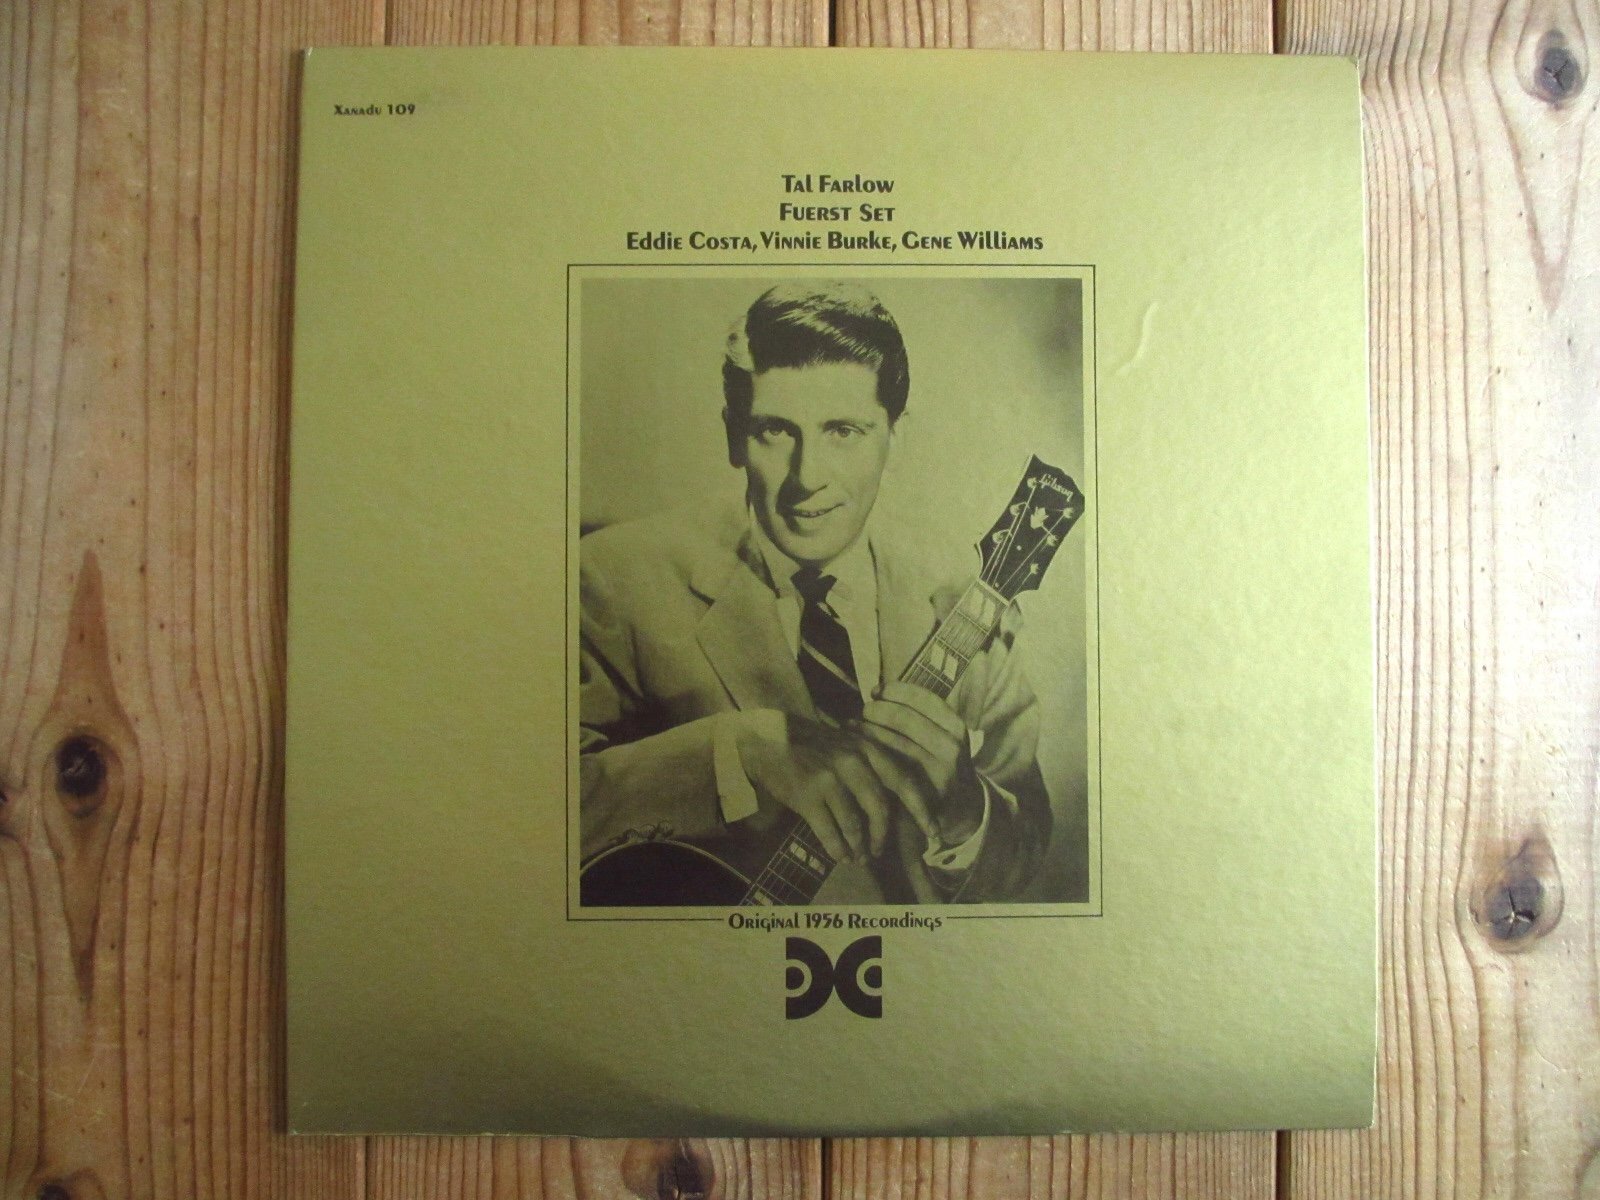 Xanadu 109
Tal Farlow
Fuerst Set
Eddie Costa, Vinnie Burke, Gene Williams
Gibson
Original 1956 Recordings